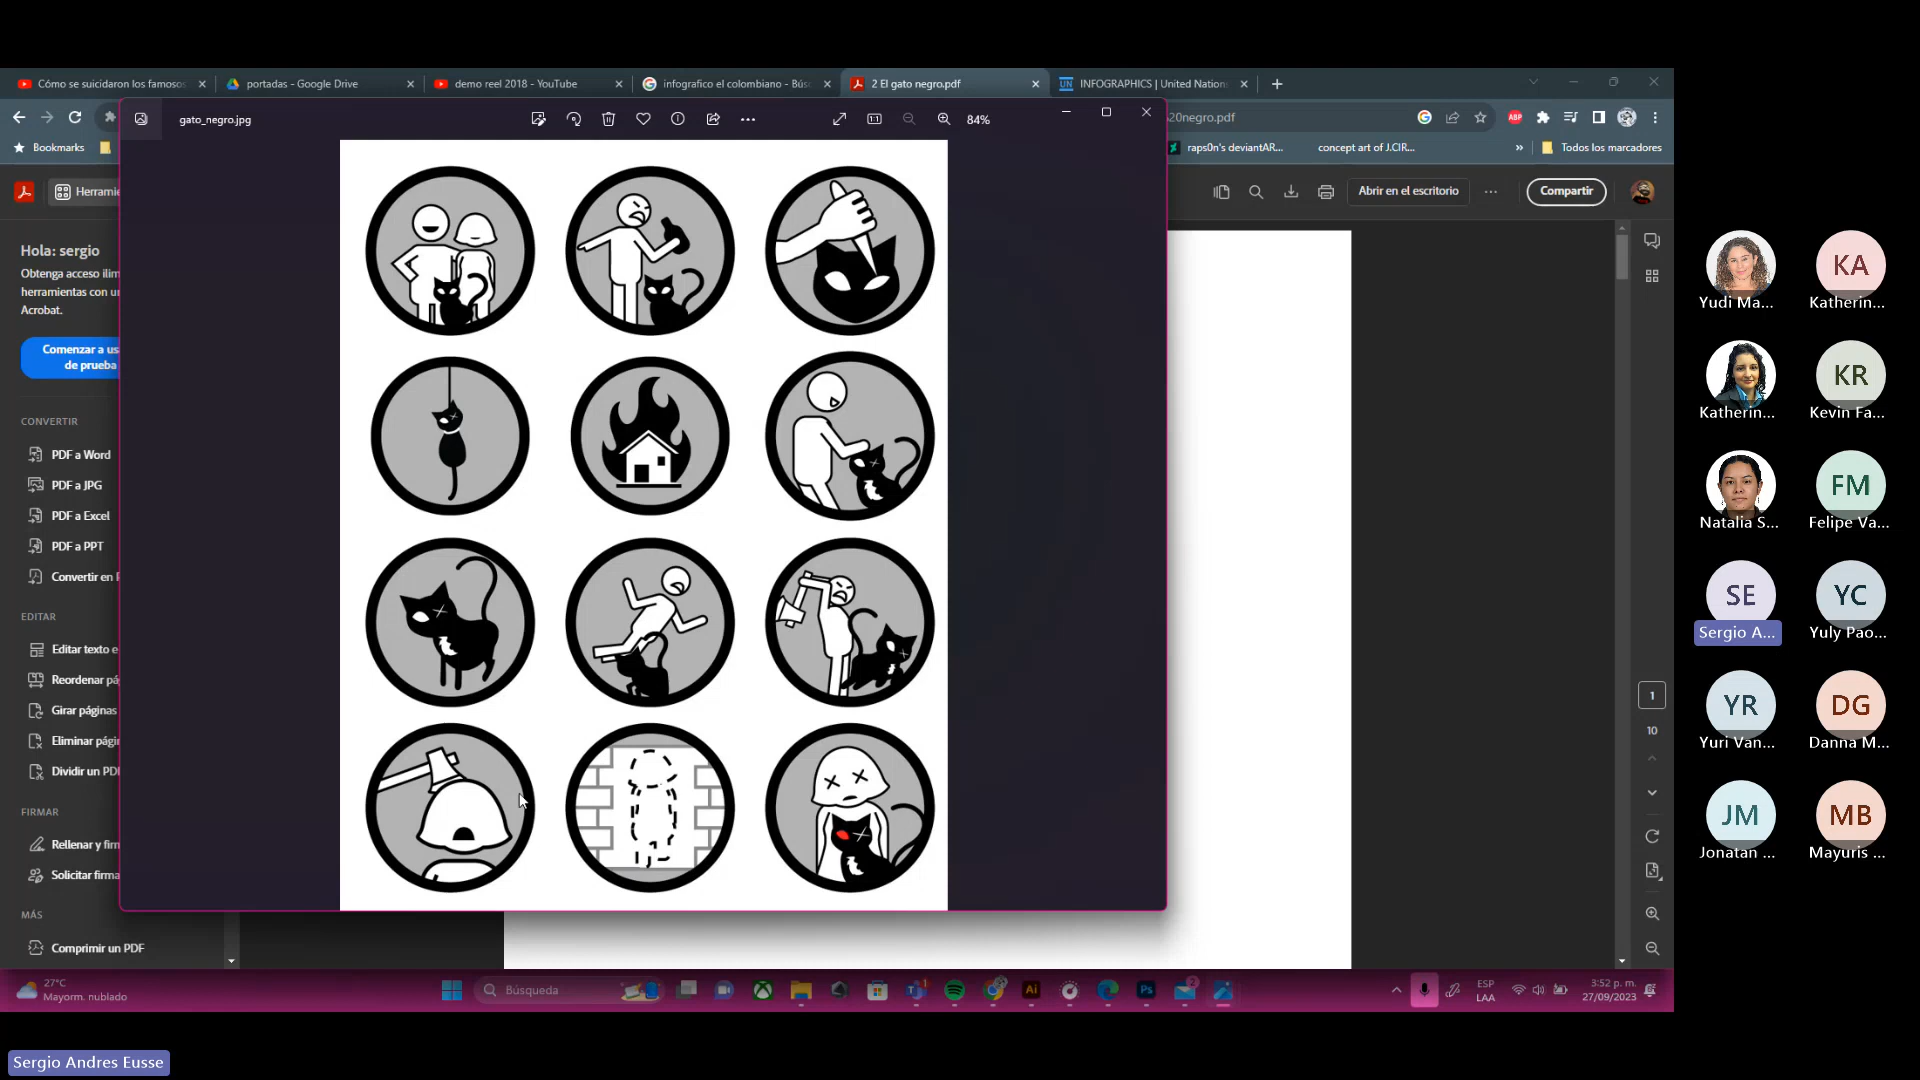 Cómo se suicidaron los famosos
portadas - Google Drive
demo reel 2018 - YouTube
infografico el colombiano - Bús
2 El gato negro.pdf
INFOGRAPHICS | United Nation
20negro.pdf
gato_negro.jpg
84%
Bookmarks
raps0n's deviantAR...
concept art of J.CIR...
Todos los marcadores
Herramie
Abrir en el escritorio
Compartir
Hola: sergio
Obtenga acceso ilim
herramientas con un
Acrobat.
Comenzar a us
de prueba
CONVERTIR
PDF a Word
PDF a JPG
PDF a Excel
PDF a PPT
Convertir en P
EDITAR
Editar texto e
Reordenar pá
Girar páginas
Eliminar págin
Dividir un PDF
FIRMAR
Rellenar y firm
Solicitar firma
MÁS
Comprimir un PDF
1
10
27°C
Mayorm. nublado
Búsqueda
ESP
LAA
3:52 p. m.
27/09/2023
Yudi Ma...
KA
Katherin...
Katherin...
KR
Kevin Fa...
Natalia S...
FM
Felipe Va...
SE
Sergio A...
YC
Yuly Pao...
YR
Yuri Van...
DG
Danna M...
JM
Jonatan ...
MB
Mayuris ...
Sergio Andres Eusse